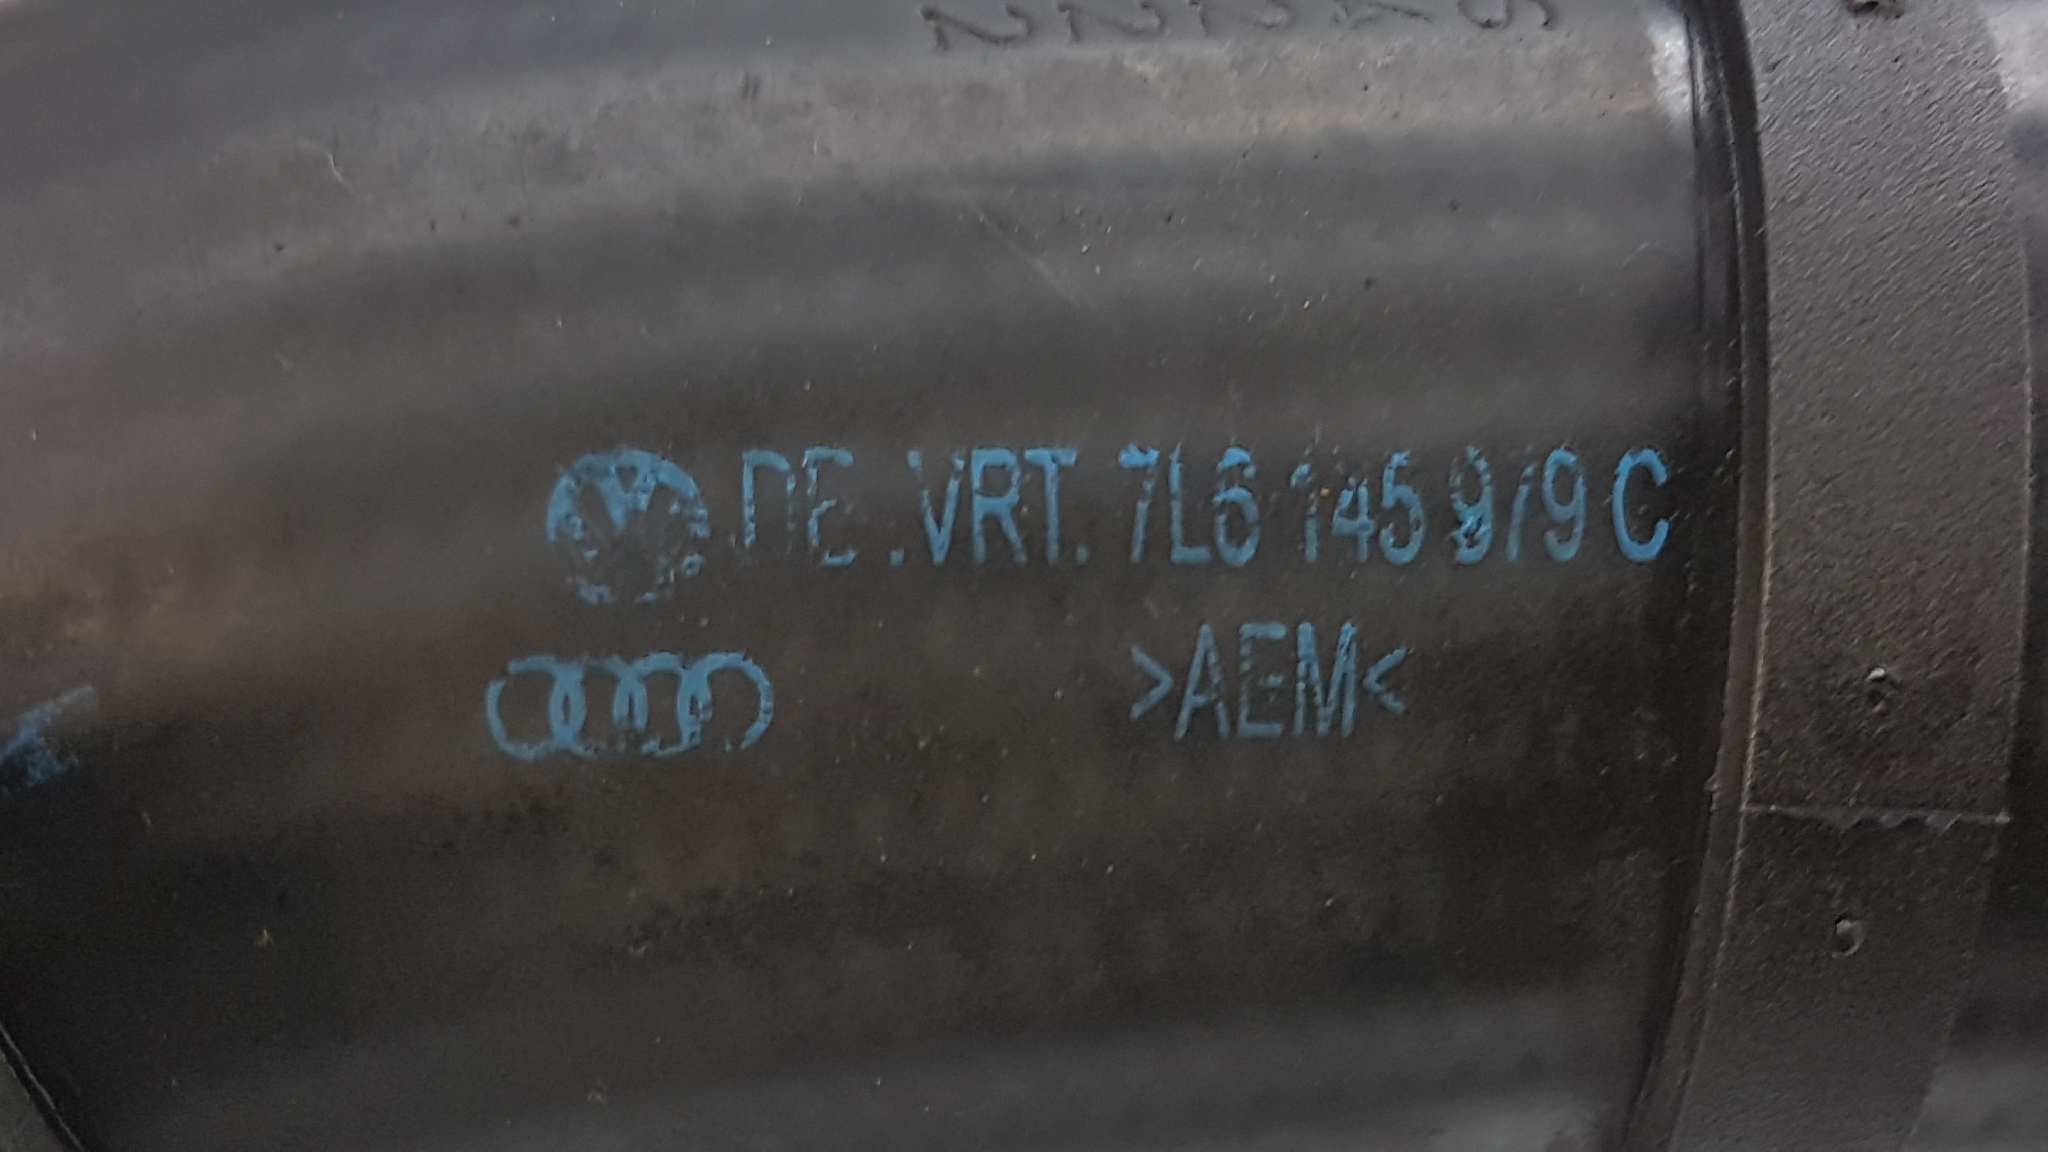 DE .VRT. 7L6 145 979 C
>AEM<